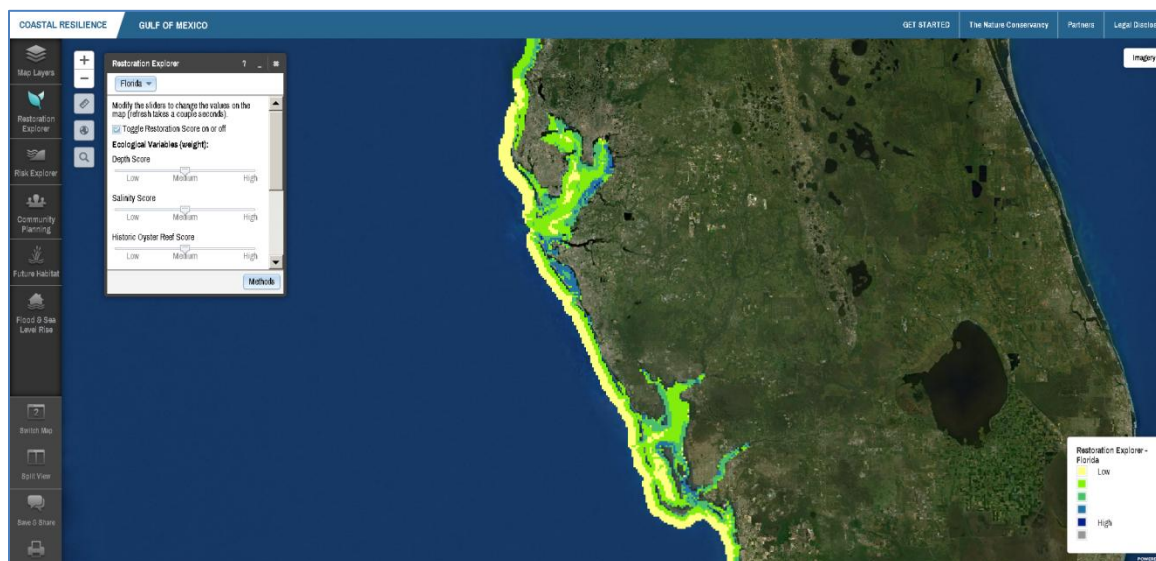 COASTAL RESILIENCE
GULF OF MEXICO
GET STARTED
The Nature Conservancy
Partners
Legal Disclo
Map Layers
Restoration
Explorer
Risk Explorer
Community
Planning
Future Habitat
Flood & Sea
Level Rise
Switch Map
Split View
Save & Share
+
−
Restoration Explorer
?
Florida
Modify the sliders to change the values on the
map (refresh takes a couple seconds).
Toggle Restoration Score on or off
Ecological Variables (weight):
Depth Score
Low Medium High
Salinity Score
Low Medium High
Historic Oyster Reef Score
Low Medium High
Methods
Imagery
Restoration Explorer -
Florida
Low
High
POWERE